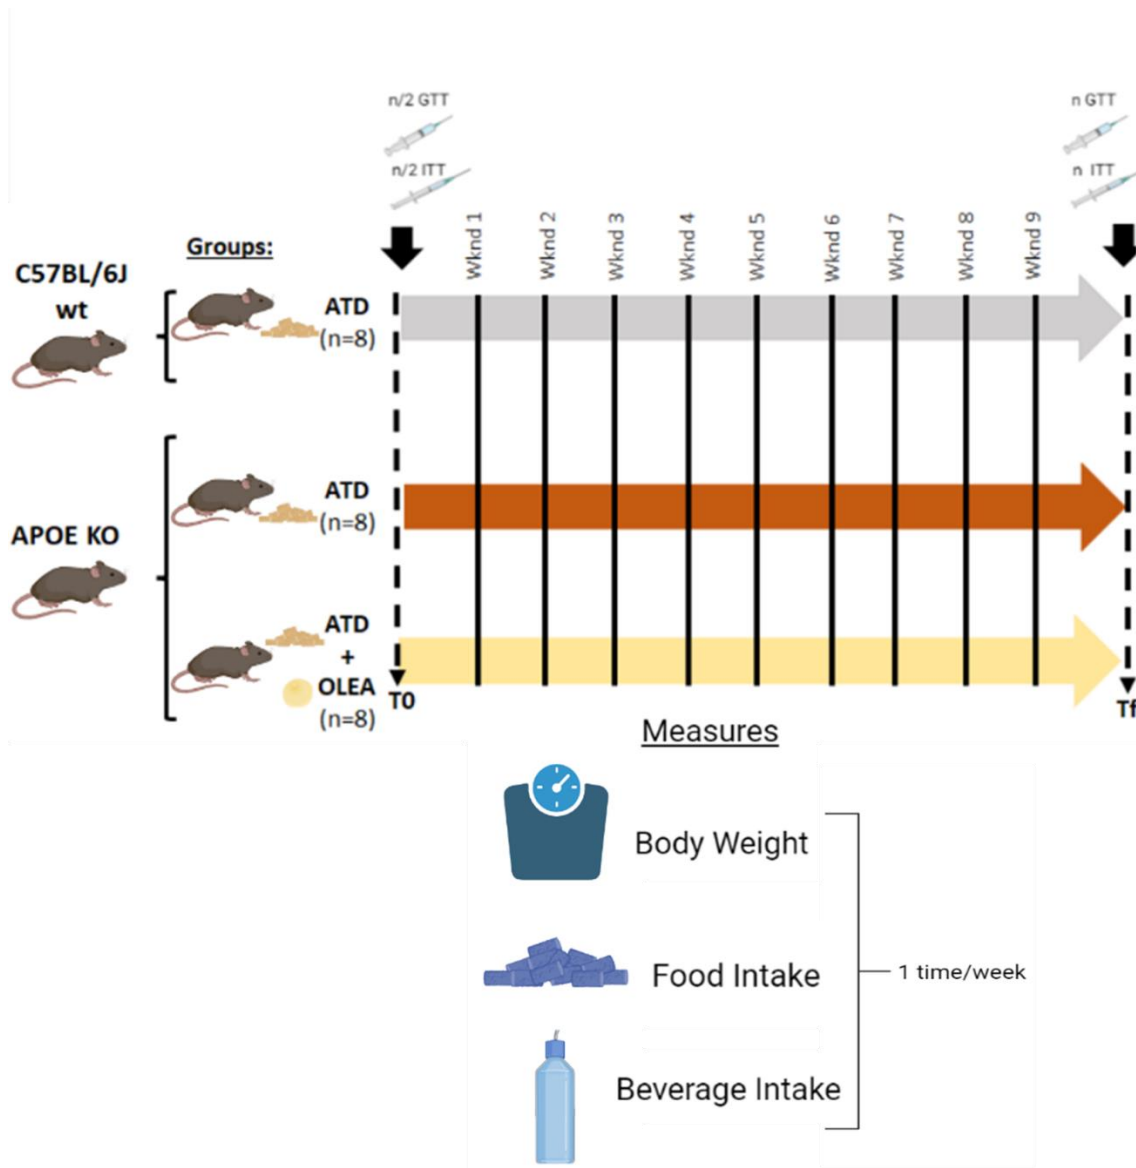 n/2 GTT
n/2 ITT
n GTT
n ITT
Wknd 1
Wknd 2
Wknd 3
Wknd 4
Wknd 5
Wknd 6
Wknd 7
Wknd 8
Wknd 9
Groups:
C57BL/6J
wt
ATD
(n=8)
APOE KO
ATD
(n=8)
ATD
+
OLEA
(n=8)
T0
Tf
Measures
Body Weight
Food Intake
Beverage Intake
1 time/week